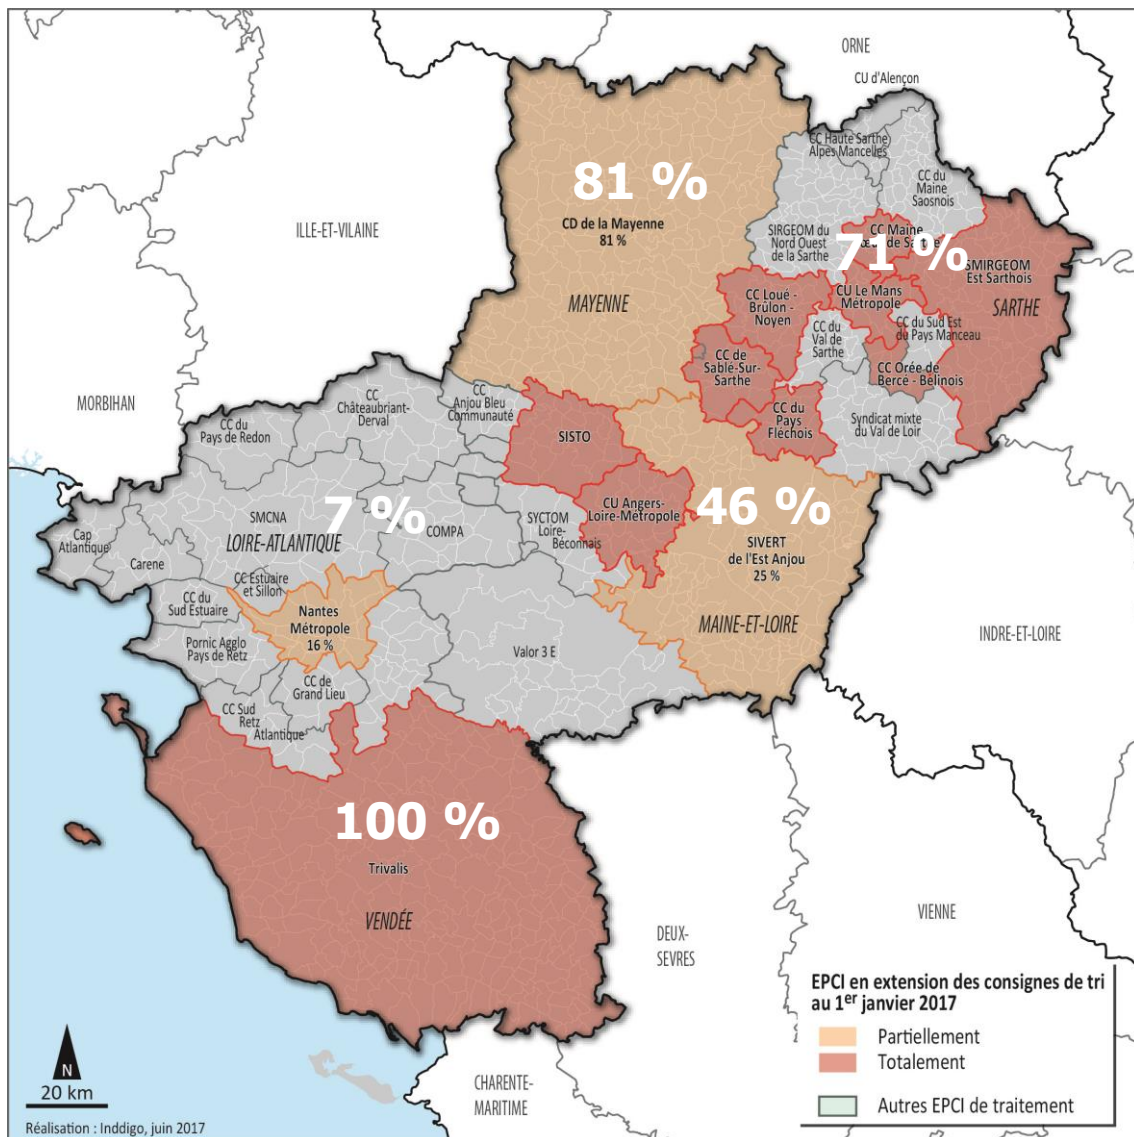 ORNE
CU d'Alençon
CC Haute Sarthe
Alpes Mancelles
CC du
Maine
Saosnois
81 %
CD de la Mayenne
81 %
ILLE-ET-VILAINE
SIRGEOM du
Nord Ouest
de la Sarthe
CC Maine
Cœur de Sarthe
71 %
SMIRGEOM
Est Sarthois
MAYENNE
CC Loué -
Brûlon -
Noyen
CU Le Mans
Métropole
SARTHE
CC du
Val de
Sarthe
CC du Sud Est
du Pays Manceau
CC de
Sablé-Sur-
Sarthe
CC Orée de
Bercé - Bélinois
MORBIHAN
CC
Châteaubriant-
Derval
CC
Anjou Bleu
Communauté
CC du
Pays de Redon
SISTO
CC du
Pays
Fléchois
Syndicat mixte
du Val de Loir
7 %
SMCNA
LOIRE-ATLANTIQUE
COMPA
SYCTOM
Loire-
Béconnais
CU Angers-
Loire-Métropole
46 %
SIVERT
de l'Est Anjou
25 %
Cap
Atlantique
Carene
CC Estuaire
et Sillon
CC du
Sud Estuaire
Nantes
Métropole
16 %
MAINE-ET-LOIRE
INDRE-ET-LOIRE
Pornic Agglo
Pays de Retz
Valor 3 E
CC de
Grand Lieu
CC Sud
Retz
Atlantique
100 %
Trivalis
VENDÉE
DEUX-
SEVRES
VIENNE
CHARENTE-
MARITIME
EPCI en extension des consignes de tri
au 1er janvier 2017
Partiellement
Totalement
Autres EPCI de traitement
N
20 km
Réalisation : Inddigo, juin 2017